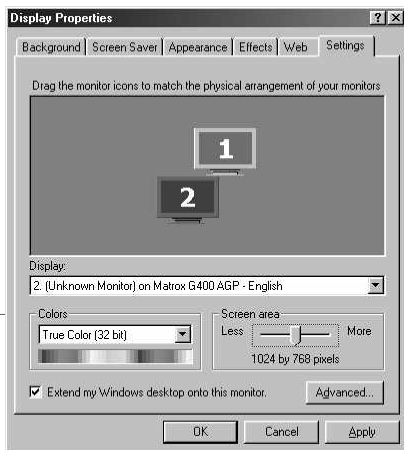 Display Properties
Background Screen Saver Appearance Effects Web Settings
Drag the monitor icons to match the physical arrangement of your monitors
1
2
Display:
2. (Unknown Monitor) on Matrox G400 AGP - English
Colors
True Color (32 bit)
Screen area
Less More
1024 by 768 pixels
Extend my Windows desktop onto this monitor.
Advanced...
OK Cancel Apply